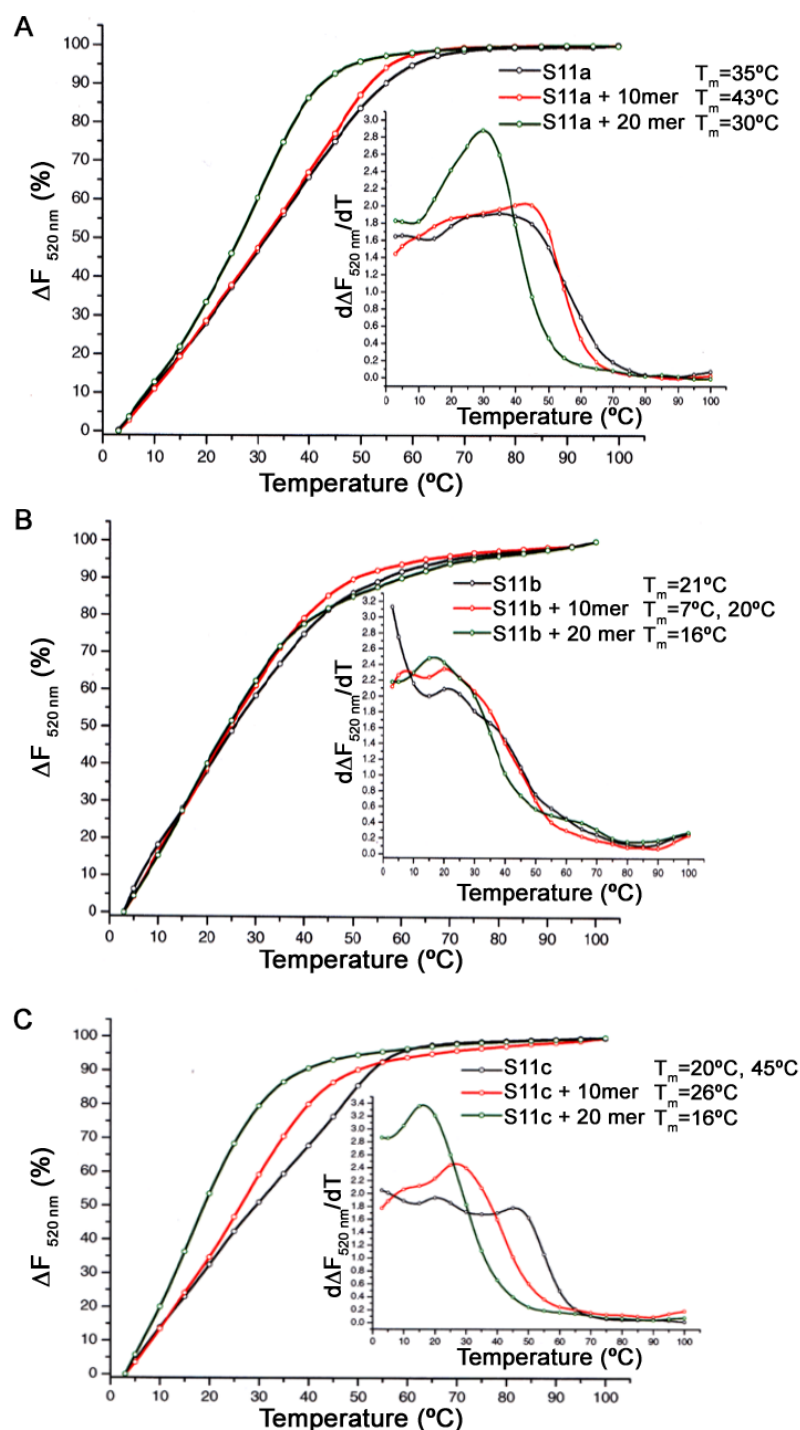 A
100
90
80
70
60
50
40
30
20
10
0
ΔF 520 nm (%)
0 10 20 30 40 50 60 70 80 90 100
Temperature (ºC)
S11a Tm=35ºC
S11a + 10mer Tm=43ºC
S11a + 20 mer Tm=30ºC
3.0
2.8
2.6
2.4
2.2
2.0
1.8
1.6
1.4
1.2
1.0
0.8
0.6
0.4
0.2
0.0
dΔF520 nm/dT
0 10 20 30 40 50 60 70 80 90 100
Temperature (ºC)
B
100
90
80
70
60
50
40
30
20
10
0
ΔF 520 nm (%)
0 10 20 30 40 50 60 70 80 90 100
Temperature (ºC)
S11b Tm=21ºC
S11b + 10mer Tm=7ºC, 20ºC
S11b + 20 mer Tm=16ºC
3.2
3.0
2.8
2.6
2.4
2.2
2.0
1.8
1.6
1.4
1.2
1.0
0.8
0.6
0.4
0.2
0.0
dΔF520 nm/dT
0 10 20 30 40 50 60 70 80 90 100
Temperature (ºC)
C
100
90
80
70
60
50
40
30
20
10
0
ΔF 520 nm (%)
0 10 20 30 40 50 60 70 80 90 100
Temperature (ºC)
S11c Tm=20ºC, 45ºC
S11c + 10mer Tm=26ºC
S11c + 20 mer Tm=16ºC
3.4
3.2
3.0
2.8
2.6
2.4
2.2
2.0
1.8
1.6
1.4
1.2
1.0
0.8
0.6
0.4
0.2
0.0
dΔF520 nm/dT
0 10 20 30 40 50 60 70 80 90 100
Temperature (ºC)